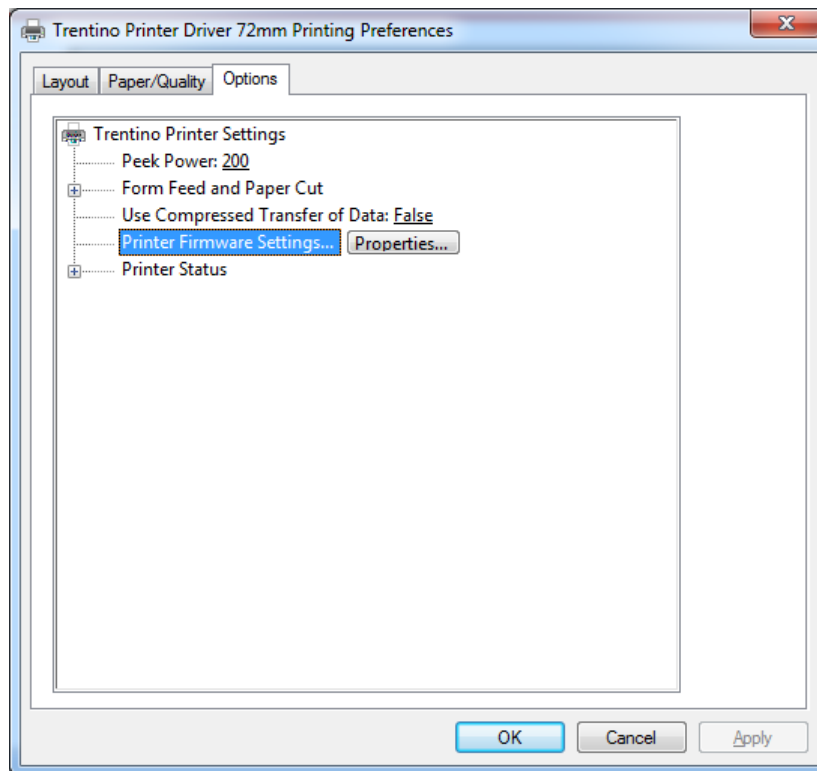 Trentino Printer Driver 72mm Printing Preferences
Layout Paper/Quality Options
Trentino Printer Settings
Peek Power: 200
Form Feed and Paper Cut
Use Compressed Transfer of Data: False
Printer Firmware Settings... Properties...
Printer Status
OK Cancel Apply